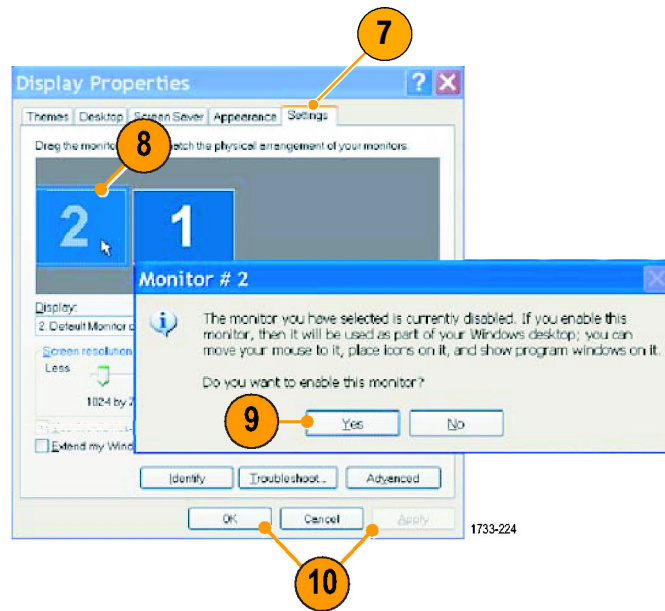 7
Display Properties
Themes Desktop Screen Saver Appearance Settings
8
Drag the monitor match the physical arrangement of your monitors.
2 1
Monitor # 2
The monitor you have selected is currently disabled. If you enable this
monitor, then it will be used as part of your Windows desktop; you can
move your mouse to it, place icons on it, and show program windows on it.
Do you want to enable this monitor?
Display:
2. Default Monitor
Screen resolution
Less
1024 by
9
Yes No
Extend my Wind
Identify Troubleshoot... Advanced
OK Cancel Apply
1733-224
10